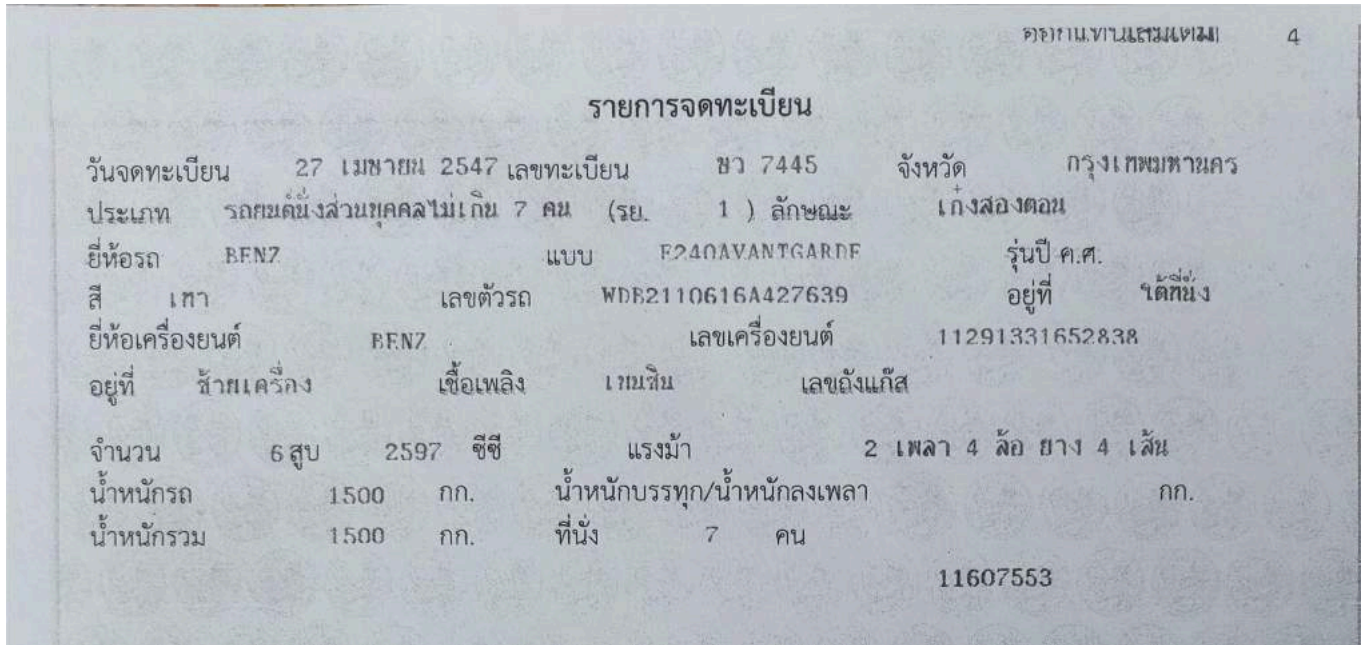 ออกแทนเล่มเดิม 4
รายการจดทะเบียน
วันจดทะเบียน 27 เมษายน 2547 เลขทะเบียน ษว 7445 จังหวัด กรุงเทพมหานคร
ประเภท รถยนต์นั่งส่วนบุคคลไม่เกิน 7 คน (รย. 1 ) ลักษณะ เก๋งสองตอน
ยี่ห้อรถ BENZ แบบ E240AVANTGARDE รุ่นปี ค.ศ.
สี เทา เลขตัวรถ WDB2110616A427639 อยู่ที่ ใต้ที่นั่ง
ยี่ห้อเครื่องยนต์ BENZ เลขเครื่องยนต์ 11291331652838
อยู่ที่ ซ้ายเครื่อง เชื้อเพลิง เบนซิน เลขถังแก๊ส
จำนวน 6 สูบ 2597 ซีซี แรงม้า 2 เพลา 4 ล้อ ยาง 4 เส้น
น้ำหนักรถ 1500 กก. น้ำหนักบรรทุก/น้ำหนักลงเพลา กก.
น้ำหนักรวม 1500 กก. ที่นั่ง 7 คน
11607553